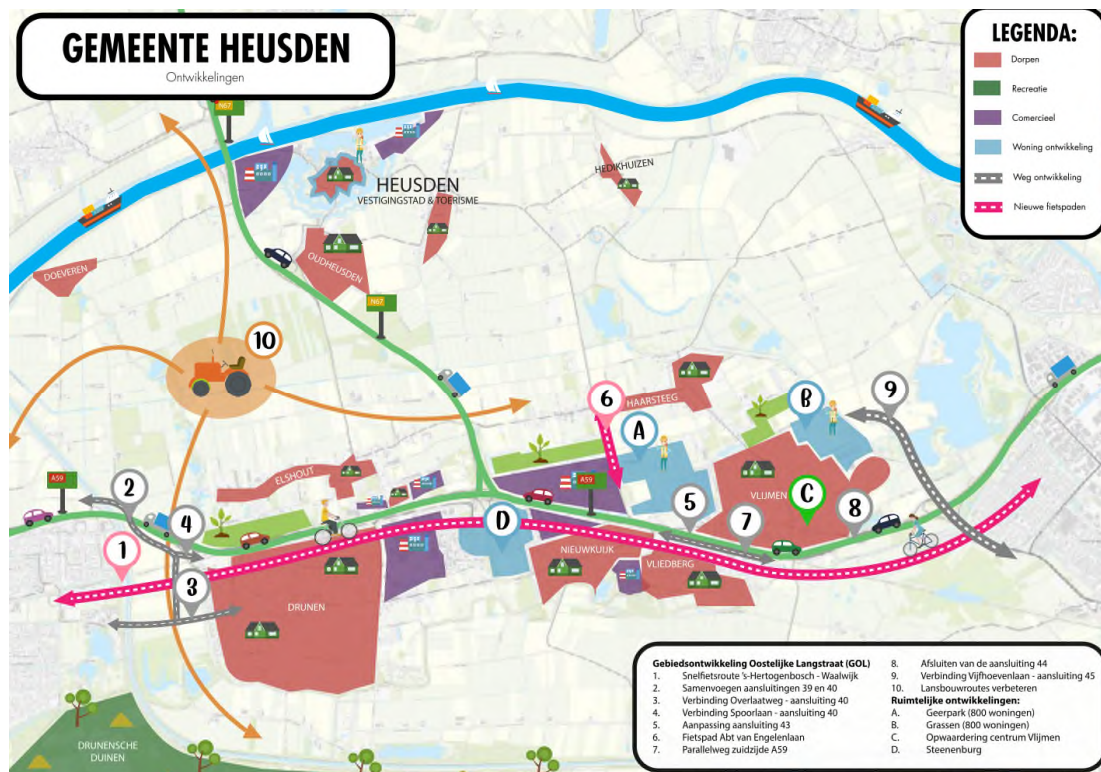 GEMEENTE HEUSDEN
Ontwikkelingen
LEGENDA:
Dorpen
Recreatie
Comercieel
Woning ontwikkeling
Weg ontwikkeling
Nieuwe fietspaden
N67
HEUSDEN
VESTIGINGSTAD & TOERISME
HEDIKHUIZEN
DOEVEREN
OUDHEUSDEN
N67
10
HAARSTEEG
6
A
B
9
ELSHOUT
A59
2
4
1
3
A59
D
5
7
C
8
VLIJMEN
NIEUWKUIJK
VLIEDBERG
DRUNEN
DRUNENSCHE
DUINEN
Gebiedsontwikkeling Oostelijke Langstraat (GOL)
1. Snelfietsroute 's-Hertogenbosch - Waalwijk
2. Samenvoegen aansluitingen 39 en 40
3. Verbinding Overlaatweg - aansluiting 40
4. Verbinding Spoorlaan - aansluiting 40
5. Aanpassing aansluiting 43
6. Fietspad Abt van Engelenlaan
7. Parallelweg zuidzijde A59
8. Afsluiten van de aansluiting 44
9. Verbinding Vijfhoevenlaan - aansluiting 45
10. Lansbouwroutes verbeteren
Ruimtelijke ontwikkelingen:
A. Geerpark (800 woningen)
B. Grassen (800 woningen)
C. Opwaardering centrum Vlijmen
D. Steenenburg